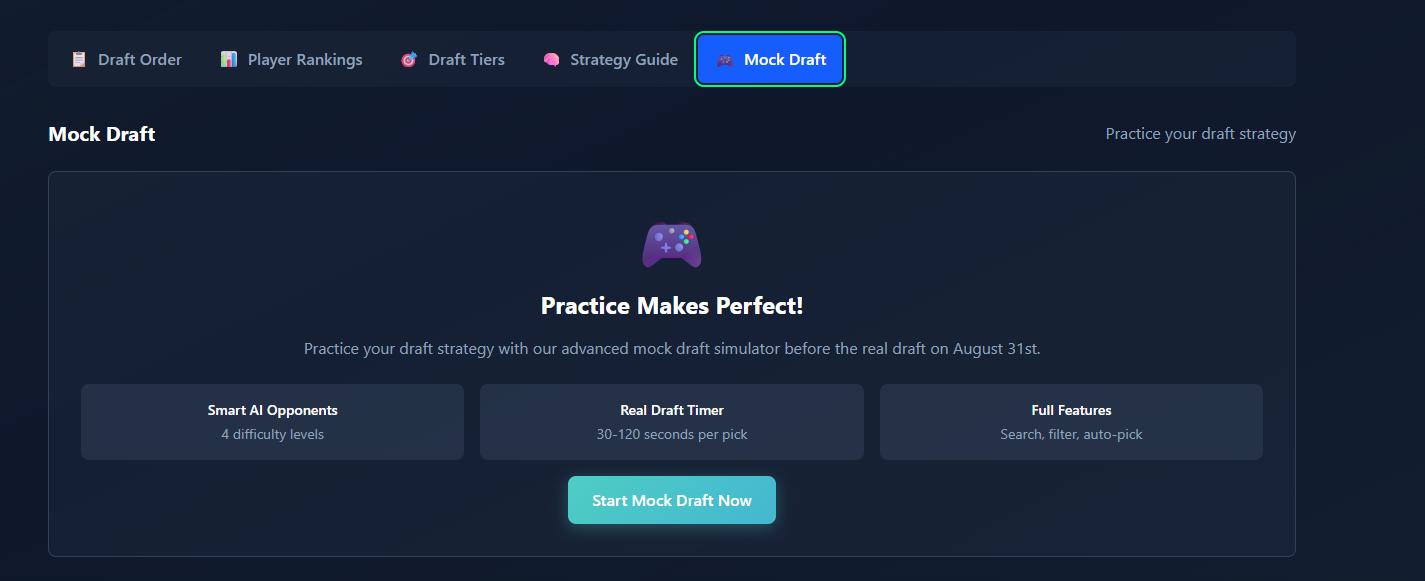 Draft Order
Player Rankings
Draft Tiers
Strategy Guide
Mock Draft
Mock Draft
Practice your draft strategy
Practice Makes Perfect!
Practice your draft strategy with our advanced mock draft simulator before the real draft on August 31st.
Smart AI Opponents
4 difficulty levels
Real Draft Timer
30-120 seconds per pick
Full Features
Search, filter, auto-pick
Start Mock Draft Now